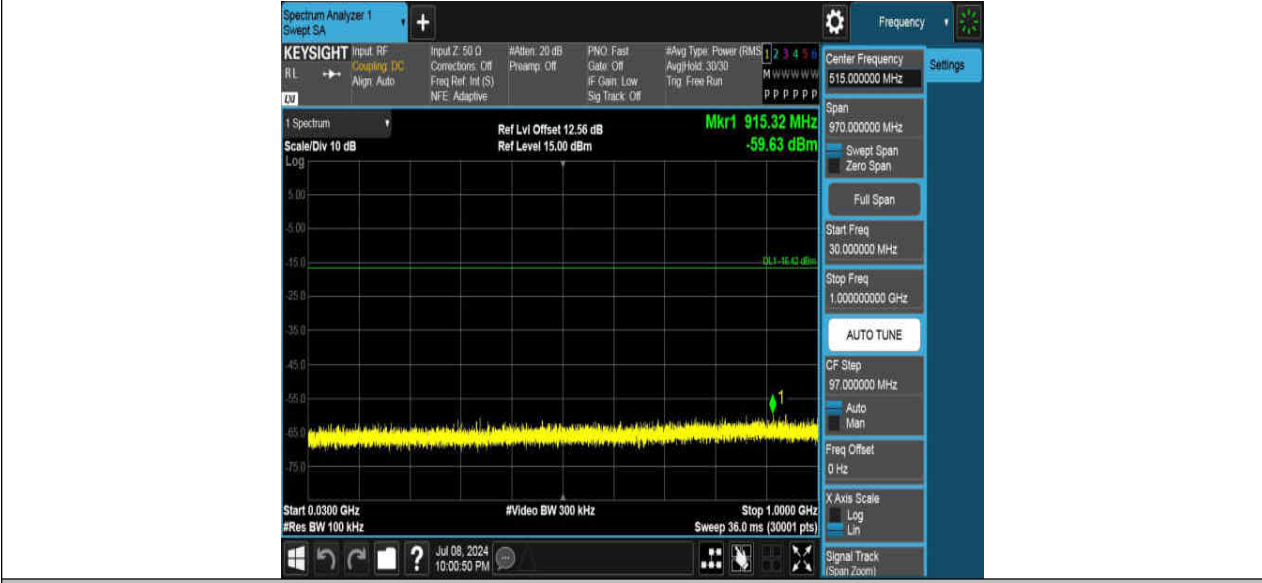 Spectrum Analyzer 1
Swept SA
+
Frequency
KEYSIGHT
RL
LXI
Input: RF
Coupling: DC
Align: Auto
Input Z: 50 Ω
Corrections: Off
Freq Ref: Int (S)
NFE: Adaptive
#Atten: 20 dB
Preamp: Off
PNO: Fast
Gate: Off
IF Gain: Low
Sig Track: Off
#Avg Type: Power (RMS
Avg|Hold: 30/30
Trig: Free Run
1 2 3 4 5 6
M W W W W W
P P P P P P
1 Spectrum
Scale/Div 10 dB
Log
Ref Lvl Offset 12.56 dB
Ref Level 15.00 dBm
Mkr1 915.32 MHz
-59.63 dBm
5.00
-5.00
-15.0
DL1 -16.42 dBm
-25.0
-35.0
-45.0
-55.0
1
-65.0
-75.0
Start 0.0300 GHz
#Res BW 100 kHz
#Video BW 300 kHz
Stop 1.0000 GHz
Sweep 36.0 ms (30001 pts)
?
Jul 08, 2024
10:00:50 PM
Center Frequency
515.000000 MHz
Span
970.000000 MHz
Swept Span
Zero Span
Full Span
Start Freq
30.000000 MHz
Stop Freq
1.000000000 GHz
AUTO TUNE
CF Step
97.000000 MHz
Auto
Man
Freq Offset
0 Hz
X Axis Scale
Log
Lin
Signal Track
(Span Zoom)
Settings